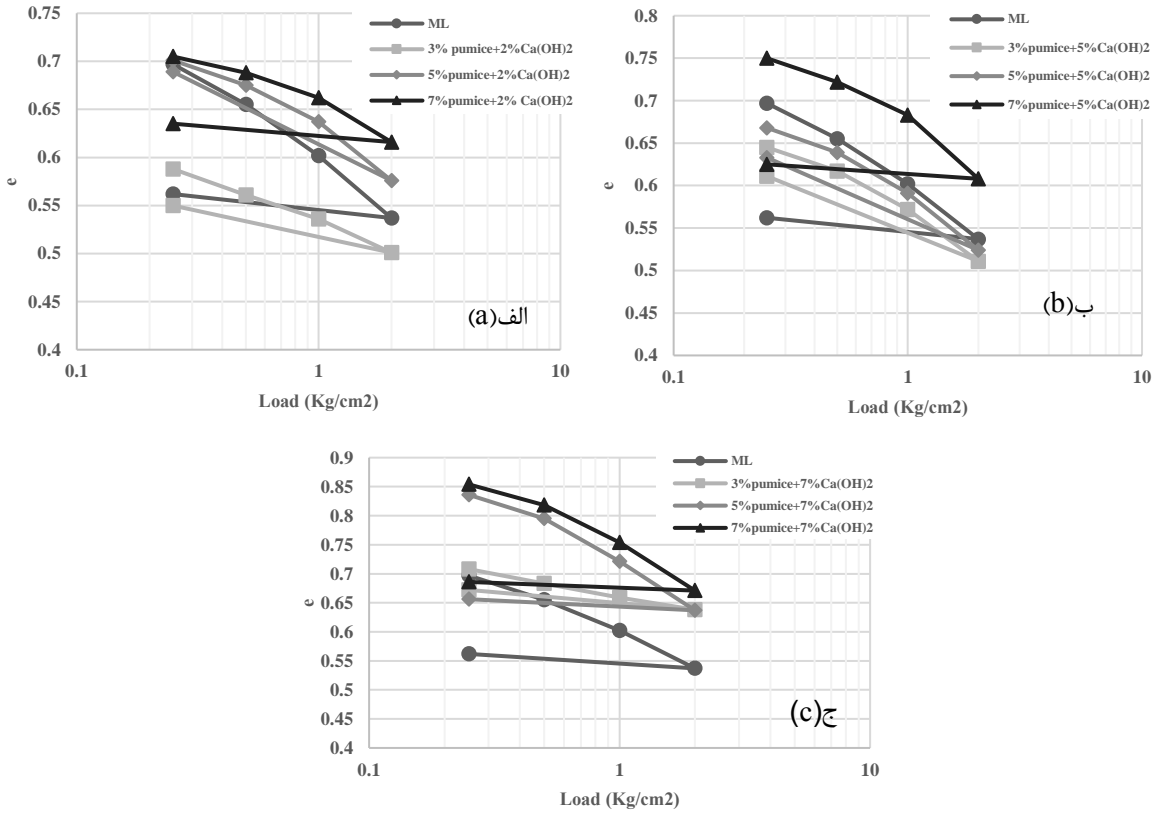 0.75
0.7
0.65
0.6
0.55
0.5
0.45
0.4
e
0.1
1
10
Load (Kg/cm2)
ML
3% pumice+2%Ca(OH)2
5%pumice+2%Ca(OH)2
7%pumice+2% Ca(OH)2
الف(a)
0.8
0.75
0.7
0.65
0.6
0.55
0.5
0.45
0.4
e
0.1
1
10
Load (Kg/cm2)
ML
3%pumice+5%Ca(OH)2
5%pumice+5%Ca(OH)2
7%pumice+5%Ca(OH)2
ب(b)
0.9
0.85
0.8
0.75
0.7
0.65
0.6
0.55
0.5
0.45
0.4
e
0.1
1
10
Load (Kg/cm2)
ML
3%pumice+7%Ca(OH)2
5%pumice+7%Ca(OH)2
7%pumice+7%Ca(OH)2
ج(c)